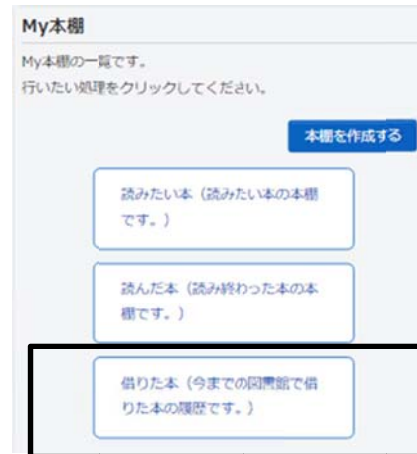 My本棚
My本棚の一覧です。
行いたい処理をクリックしてください。
本棚を作成する
読みたい本（読みたい本の本棚
です。）
読んだ本（読み終わった本の本
棚です。）
借りた本（今までの図書館で借
りた本の履歴です。）